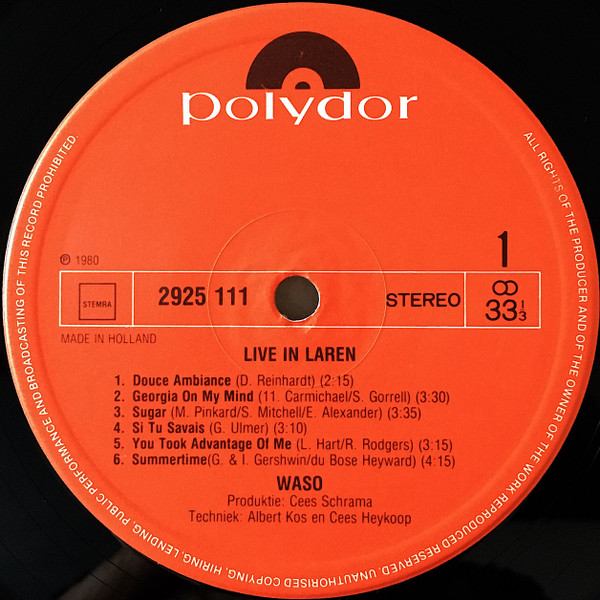 polydor
ALL RIGHTS OF THE PRODUCER AND OF THE OWNER OF THE WORK REPRODUCED RESERVED. UNAUTHORISED COPYING, HIRING, LENDING, PUBLIC PERFORMANCE AND BROADCASTING OF THIS RECORD PROHIBITED.
℗ 1980
1
STEMRA
2925 111
STEREO
33⅓
MADE IN HOLLAND
LIVE IN LAREN
1. Douce Ambiance (D. Reinhardt) (2:15)
2. Georgia On My Mind (11. Carmichael/S. Gorrell) (3:30)
3. Sugar (M. Pinkard/S. Mitchell/E. Alexander) (3:35)
4. Si Tu Savais (G. Ulmer) (3:10)
5. You Took Advantage Of Me (L. Hart/R. Rodgers) (3:15)
6. Summertime(G. & I. Gershwin/du Bose Heyward) (4:15)
WASO
Produktie: Cees Schrama
Techniek: Albert Kos en Cees Heykoop